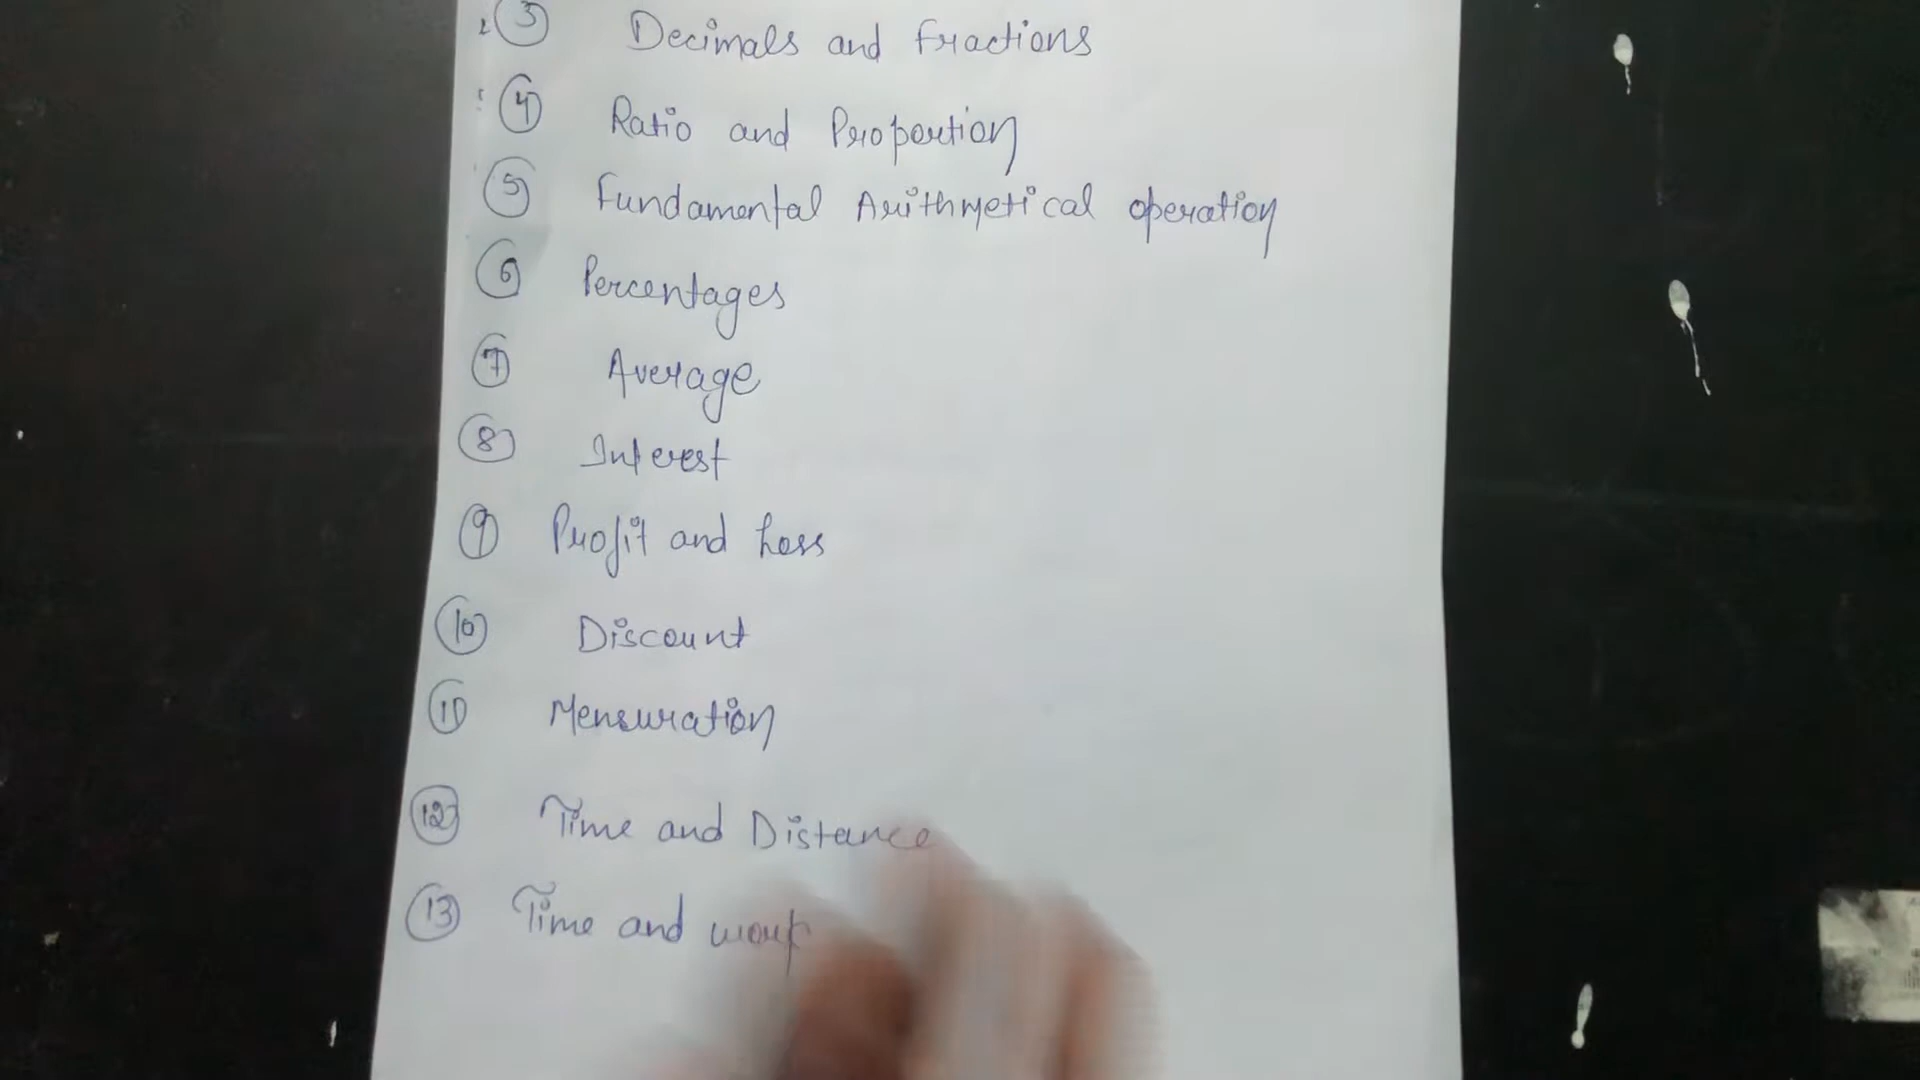 3 Decimals and fractions
4 Ratio and Proportion
5 Fundamental Arithmetical operation
6 Percentages
7 Average
8 Interest
9 Profit and Loss
10 Discount
11 Mensuration
12 Time and Distance
13 Time and work